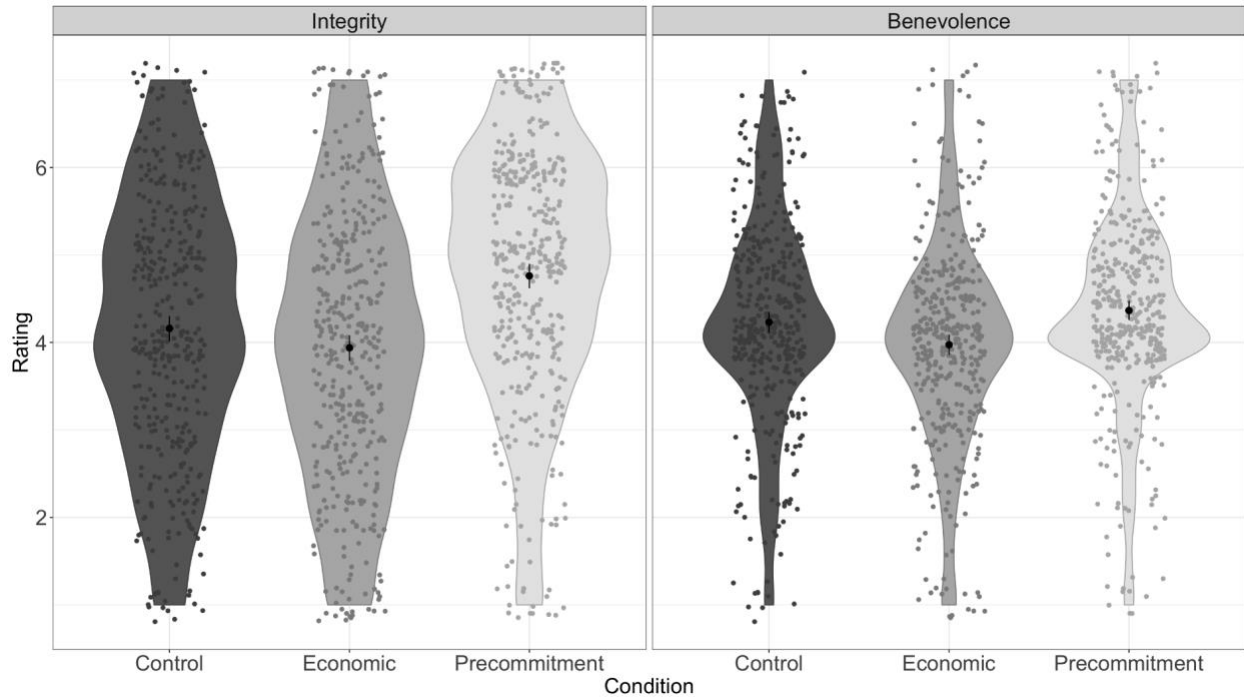 Integrity
Benevolence
Rating
6
4
2
Control Economic Precommitment
Control Economic Precommitment
Condition